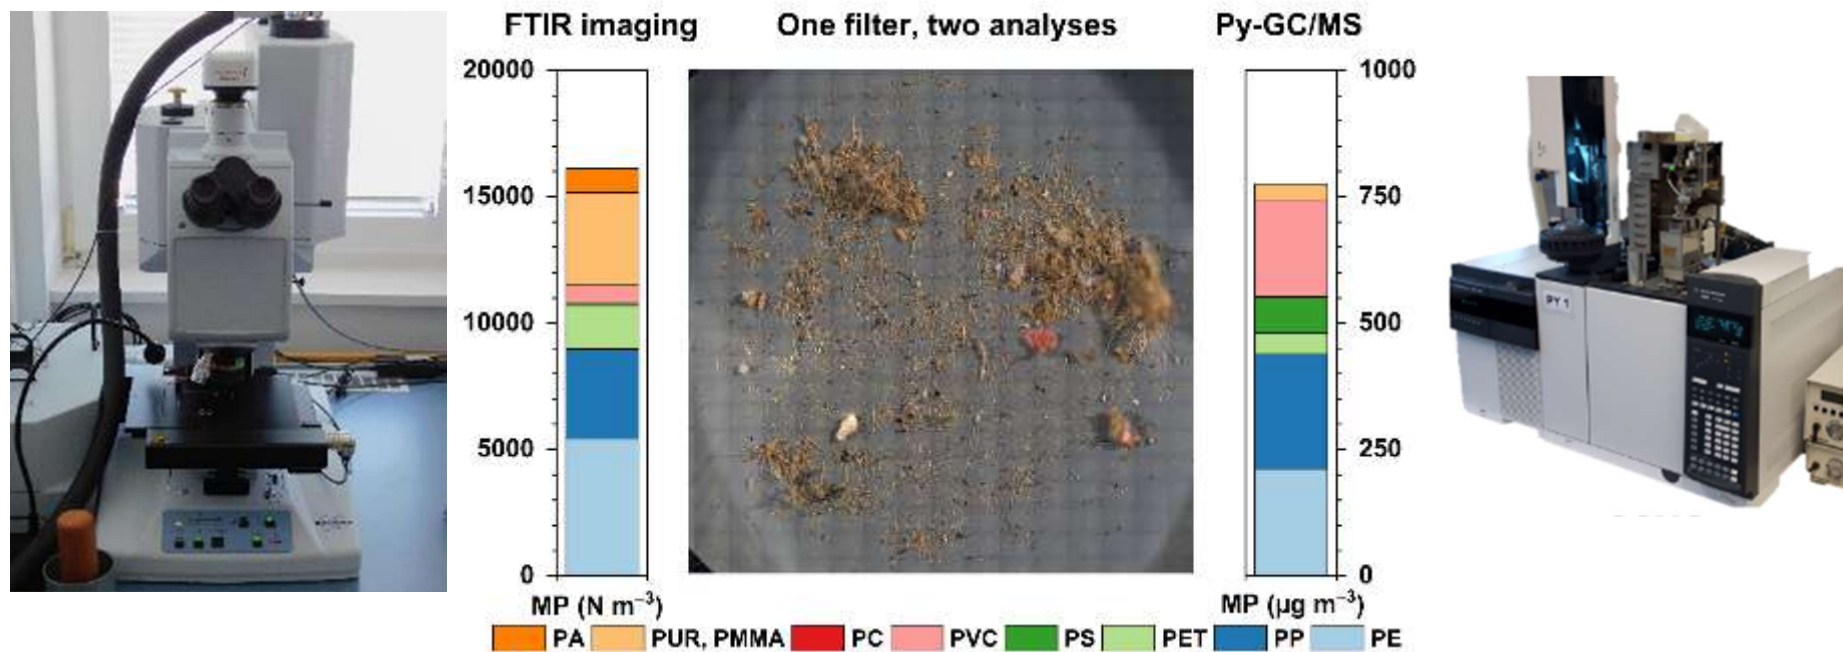 FTIR imaging
One filter, two analyses
Py-GC/MS
20000
15000
10000
5000
0
MP (N m⁻³)
1000
750
500
250
0
MP (µg m⁻³)
PY 1
PA PUR, PMMA PC PVC PS PET PP PE